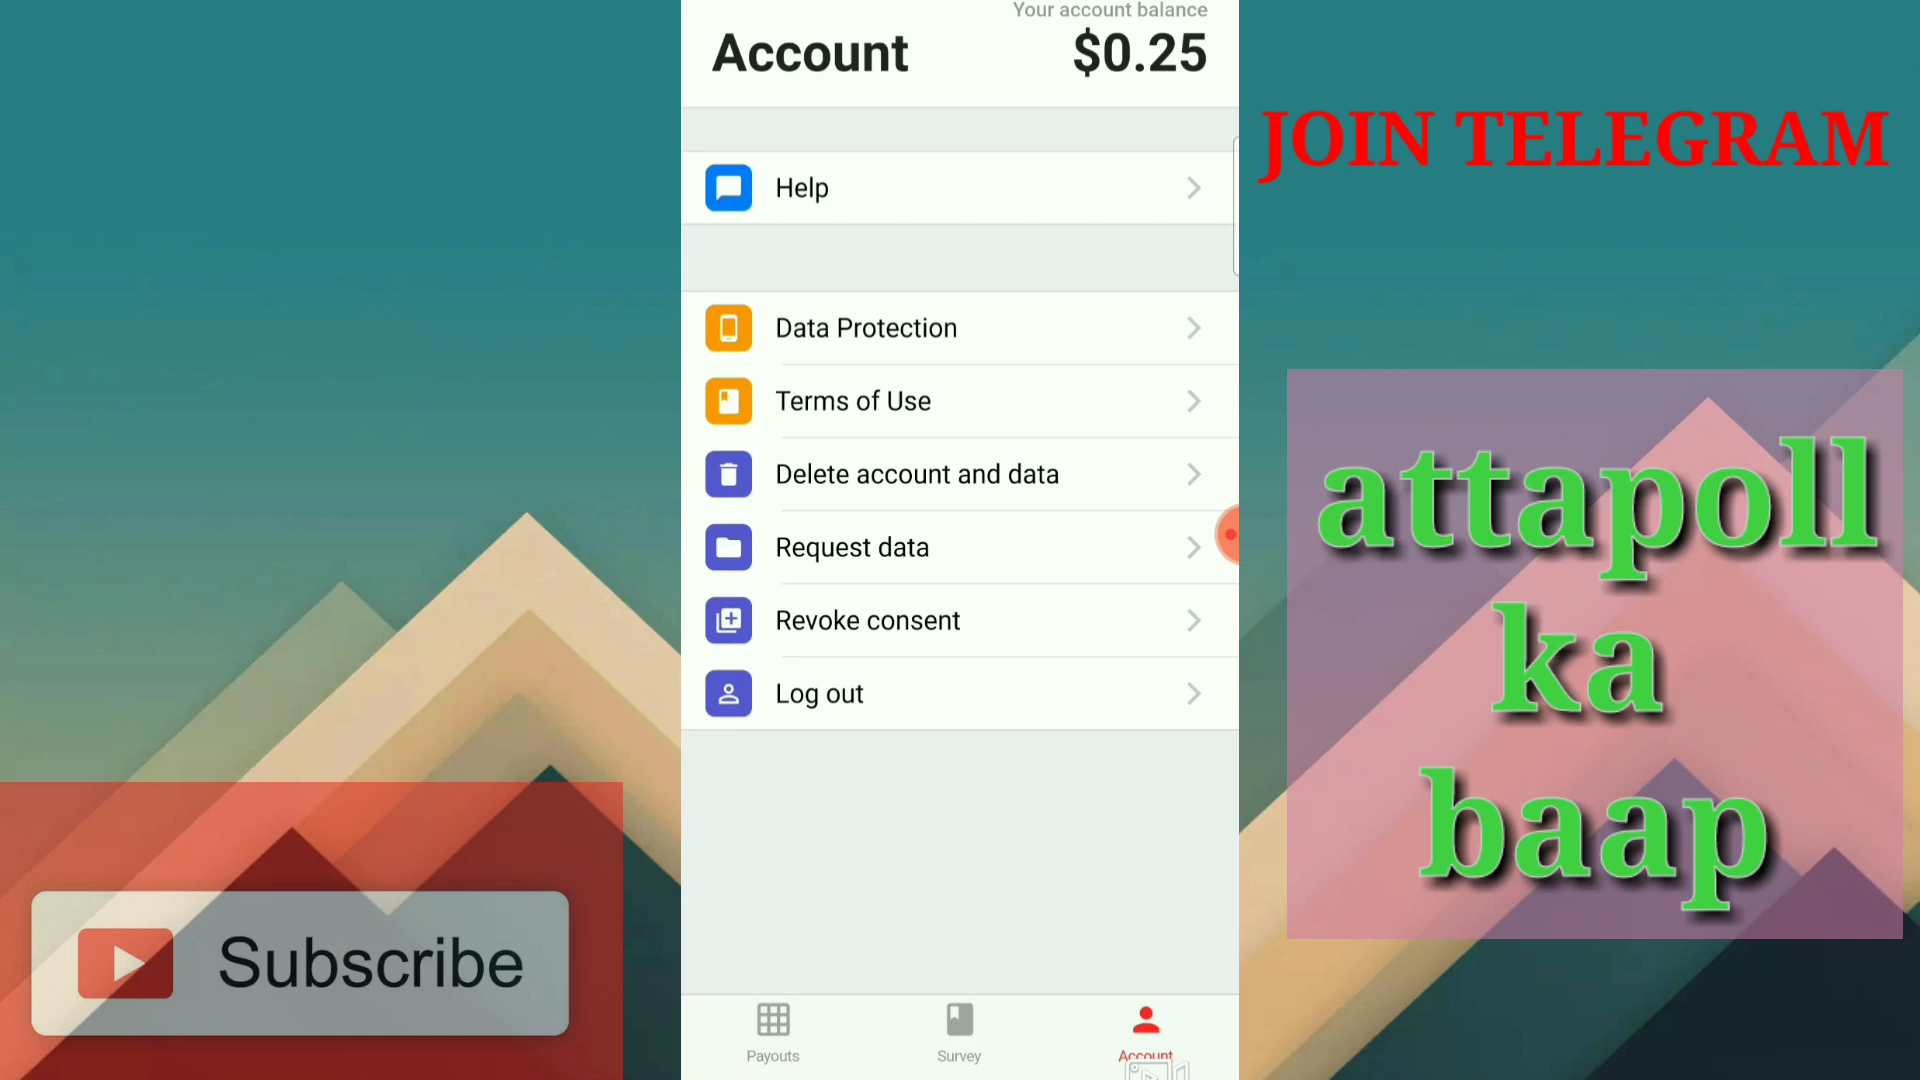 Your account balance
Account
$0.25
Help
Data Protection
Terms of Use
Delete account and data
Request data
Revoke consent
Log out
Payouts
Survey
Account
Subscribe
JOIN TELEGRAM
attapoll
ka
baap